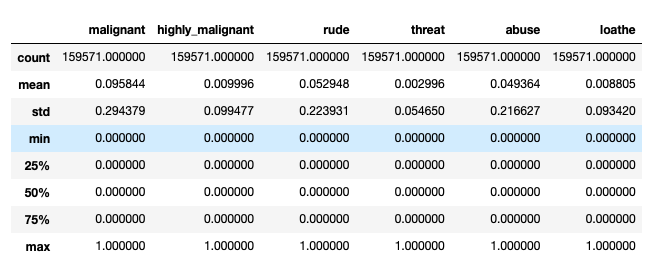 malignant highly_malignant rude threat abuse loathe
count 159571.000000 159571.000000 159571.000000 159571.000000 159571.000000 159571.000000
mean 0.095844 0.009996 0.052948 0.002996 0.049364 0.008805
std 0.294379 0.099477 0.223931 0.054650 0.216627 0.093420
min 0.000000 0.000000 0.000000 0.000000 0.000000 0.000000
25% 0.000000 0.000000 0.000000 0.000000 0.000000 0.000000
50% 0.000000 0.000000 0.000000 0.000000 0.000000 0.000000
75% 0.000000 0.000000 0.000000 0.000000 0.000000 0.000000
max 1.000000 1.000000 1.000000 1.000000 1.000000 1.000000